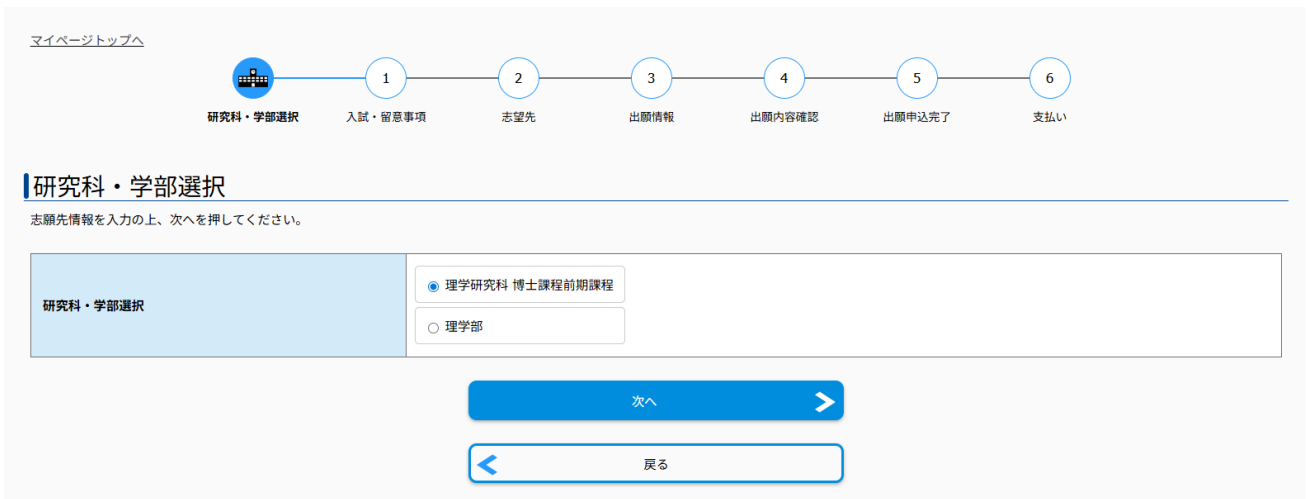 マイページトップへ
1
2
3
4
5
6
研究科・学部選択
入試・留意事項
志望先
出願情報
出願内容確認
出願申込完了
支払い
研究科・学部選択
志願先情報を入力の上、次へを押してください。
研究科・学部選択
理学研究科 博士課程前期課程
理学部
次へ
戻る